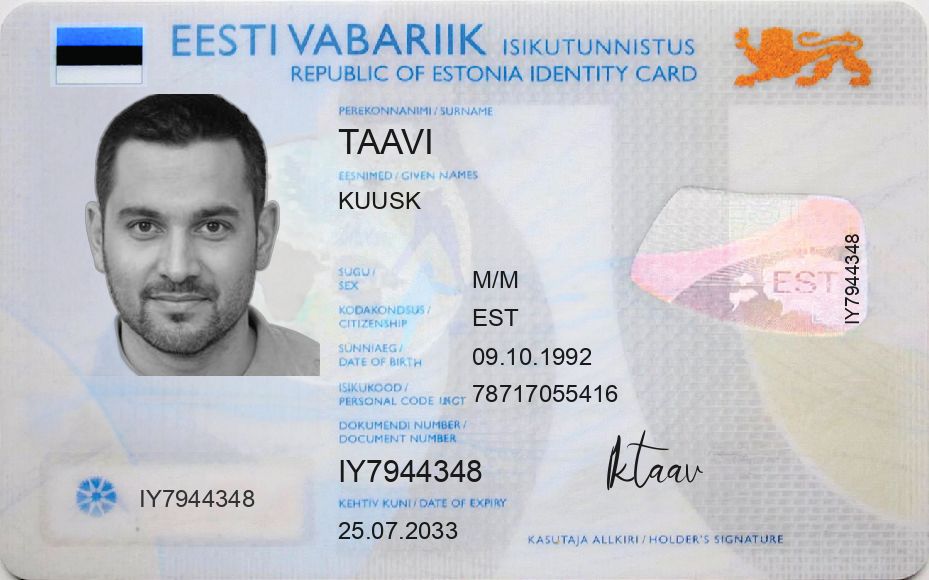 EESTI VABARIIK ISIKUTUNNISTUS
REPUBLIC OF ESTONIA IDENTITY CARD
PEREKONNANIMI / SURNAME
TAAVI
EESNIMED / GIVEN NAMES
KUUSK
SUGU /
SEX
M/M
KODAKONDSUS /
CITIZENSHIP
EST
SÜNNIAEG /
DATE OF BIRTH
09.10.1992
ISIKUKOOD /
PERSONAL CODE
78717055416
DOKUMENDI NUMBER /
DOCUMENT NUMBER
IY7944348
KEHTIV KUNI / DATE OF EXPIRY
25.07.2033
IY7944348
EST
IY7944348
KASUTAJA ALLKIRI / HOLDER'S SIGNATURE